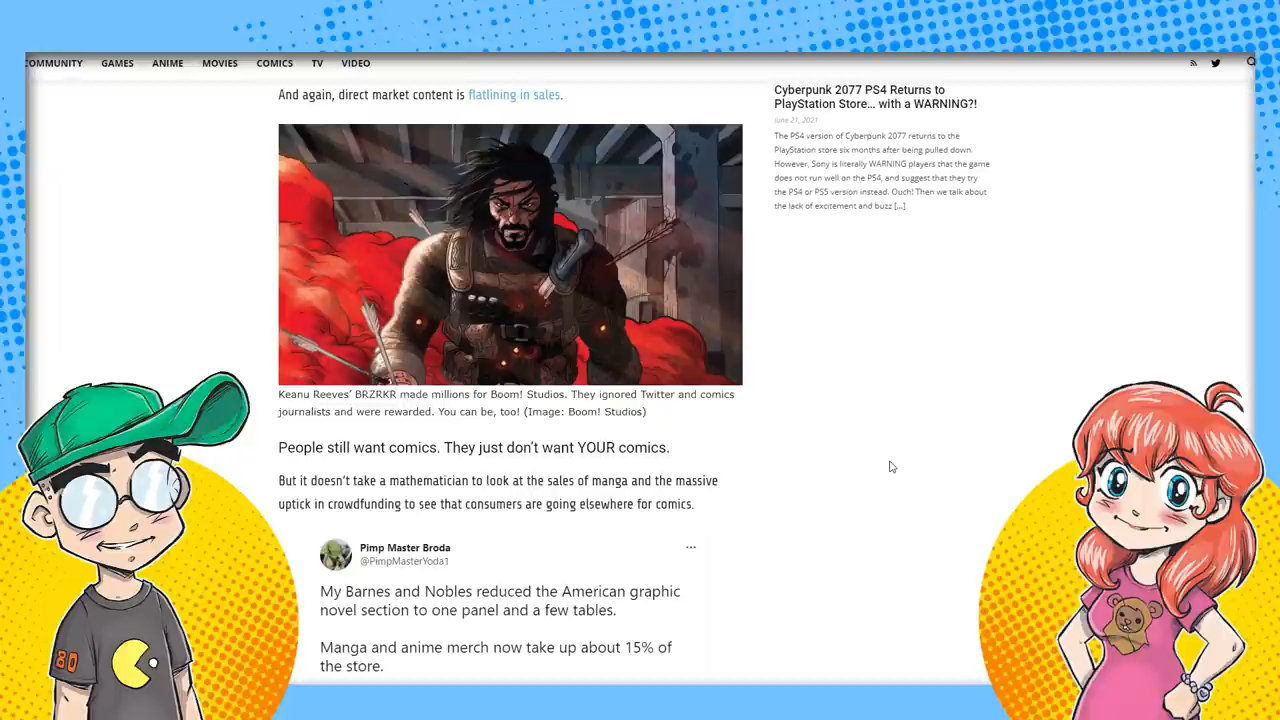 COMMUNITY GAMES ANIME MOVIES COMICS TV VIDEO
And again, direct market content is flatlining in sales.
Keanu Reeves' BRZRKR made millions for Boom! Studios. They ignored Twitter and comics
journalists and were rewarded. You can be, too! (Image: Boom! Studios)
People still want comics. They just don't want YOUR comics.
But it doesn't take a mathematician to look at the sales of manga and the massive
uptick in crowdfunding to see that consumers are going elsewhere for comics.
Pimp Master Broda
@PimpMasterYoda1
My Barnes and Nobles reduced the American graphic
novel section to one panel and a few tables.
Manga and anime merch now take up about 15% of
the store.
Cyberpunk 2077 PS4 Returns to
PlayStation Store... with a WARNING?!
June 21, 2021
The PS4 version of Cyberpunk 2077 returns to the
PlayStation store six months after being pulled down.
However, Sony is literally WARNING players that the game
does not run well on the PS4, and suggest that they try
the PS4 or PS5 version instead. Ouch! Then we talk about
the lack of excitement and buzz [...]
80